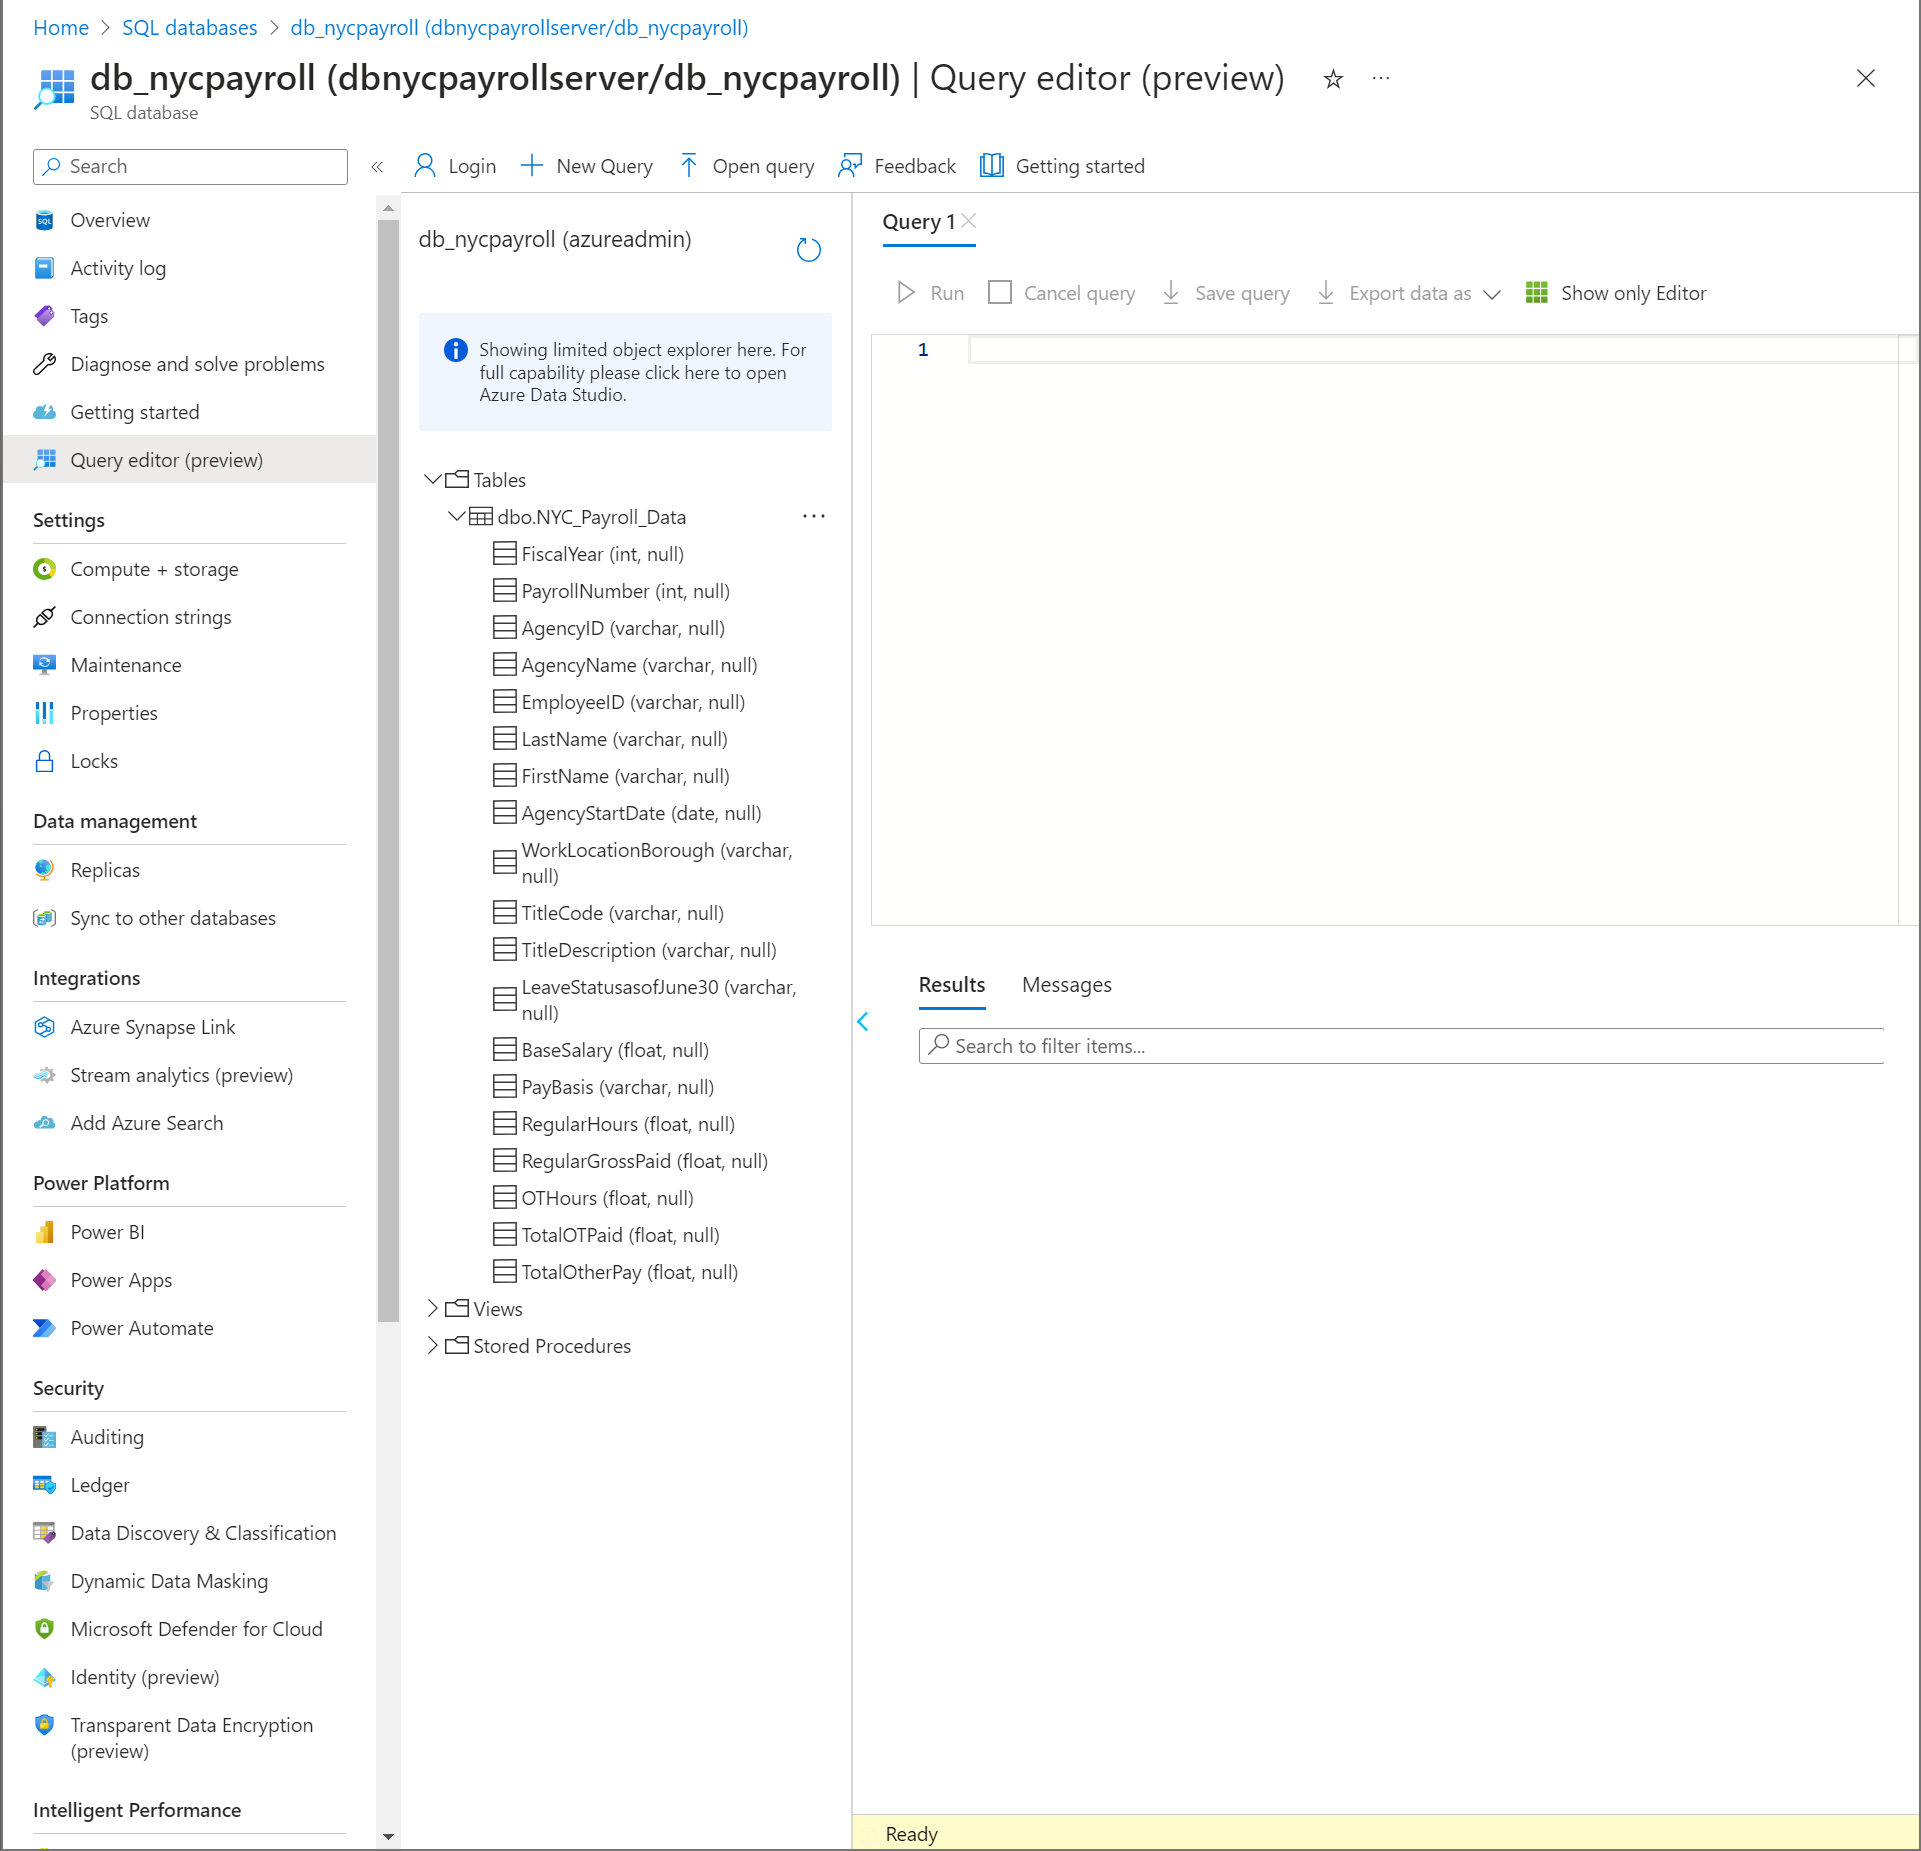 Home > SQL databases > db_nycpayroll (dbnycpayrollserver/db_nycpayroll)
db_nycpayroll (dbnycpayrollserver/db_nycpayroll) | Query editor (preview) ☆ ···
SQL database
Search
«
Login
New Query
Open query
Feedback
Getting started
Overview
Activity log
Tags
Diagnose and solve problems
Getting started
Query editor (preview)
Settings
Compute + storage
Connection strings
Maintenance
Properties
Locks
Data management
Replicas
Sync to other databases
Integrations
Azure Synapse Link
Stream analytics (preview)
Add Azure Search
Power Platform
Power BI
Power Apps
Power Automate
Security
Auditing
Ledger
Data Discovery & Classification
Dynamic Data Masking
Microsoft Defender for Cloud
Identity (preview)
Transparent Data Encryption
(preview)
Intelligent Performance
db_nycpayroll (azureadmin)
Showing limited object explorer here. For
full capability please click here to open
Azure Data Studio.
Tables
dbo.NYC_Payroll_Data ···
FiscalYear (int, null)
PayrollNumber (int, null)
AgencyID (varchar, null)
AgencyName (varchar, null)
EmployeeID (varchar, null)
LastName (varchar, null)
FirstName (varchar, null)
AgencyStartDate (date, null)
WorkLocationBorough (varchar,
null)
TitleCode (varchar, null)
TitleDescription (varchar, null)
LeaveStatusasofJune30 (varchar,
null)
BaseSalary (float, null)
PayBasis (varchar, null)
RegularHours (float, null)
RegularGrossPaid (float, null)
OTHours (float, null)
TotalOTPaid (float, null)
TotalOtherPay (float, null)
Views
Stored Procedures
Query 1
Run
Cancel query
Save query
Export data as
Show only Editor
1
Results
Messages
Search to filter items...
Ready